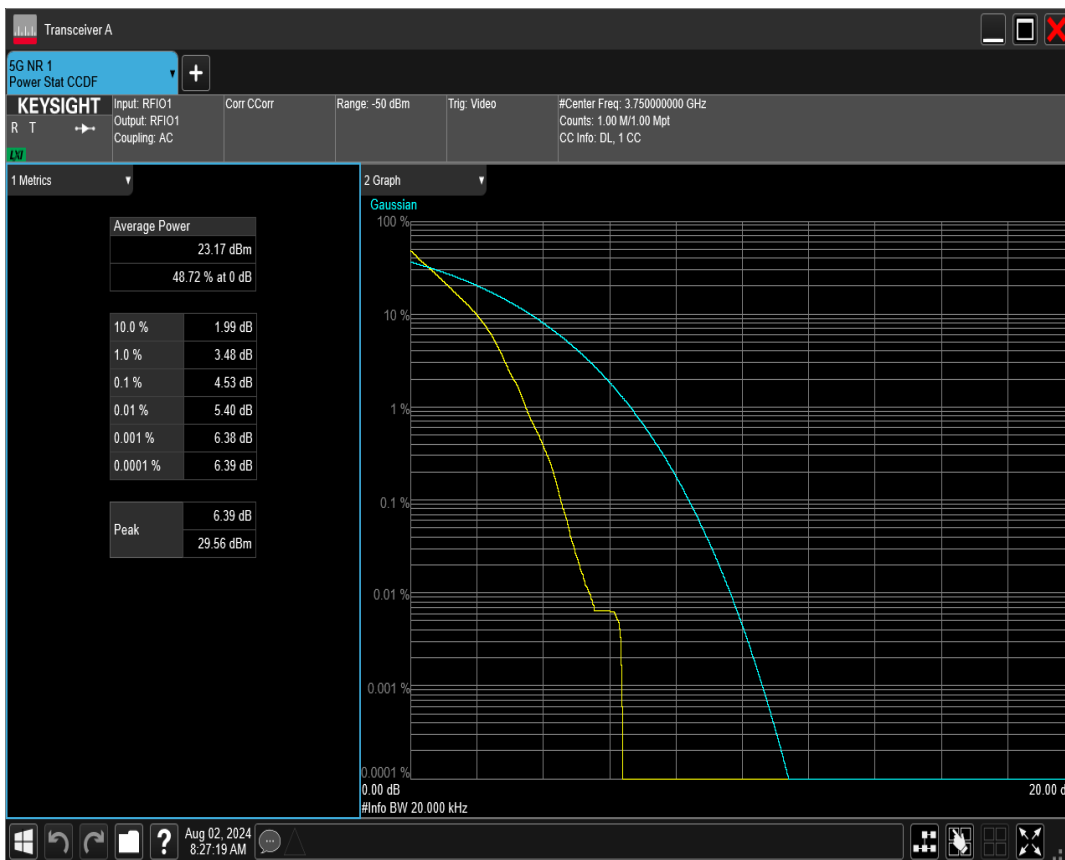 Transceiver A
5G NR 1
Power Stat CCDF
+
KEYSIGHT
R T
LXI
Input: RFIO1
Output: RFIO1
Coupling: AC
Corr CCorr
Range: -50 dBm
Trig: Video
#Center Freq: 3.750000000 GHz
Counts: 1.00 M/1.00 Mpt
CC Info: DL, 1 CC
1 Metrics
Average Power
23.17 dBm
48.72 % at 0 dB
10.0 % 1.99 dB
1.0 % 3.48 dB
0.1 % 4.53 dB
0.01 % 5.40 dB
0.001 % 6.38 dB
0.0001 % 6.39 dB
Peak
6.39 dB
29.56 dBm
2 Graph
Gaussian
100 %
10 %
1 %
0.1 %
0.01 %
0.001 %
0.0001 %
0.00 dB
20.00 d
#Info BW 20.000 kHz
?
Aug 02, 2024
8:27:19 AM